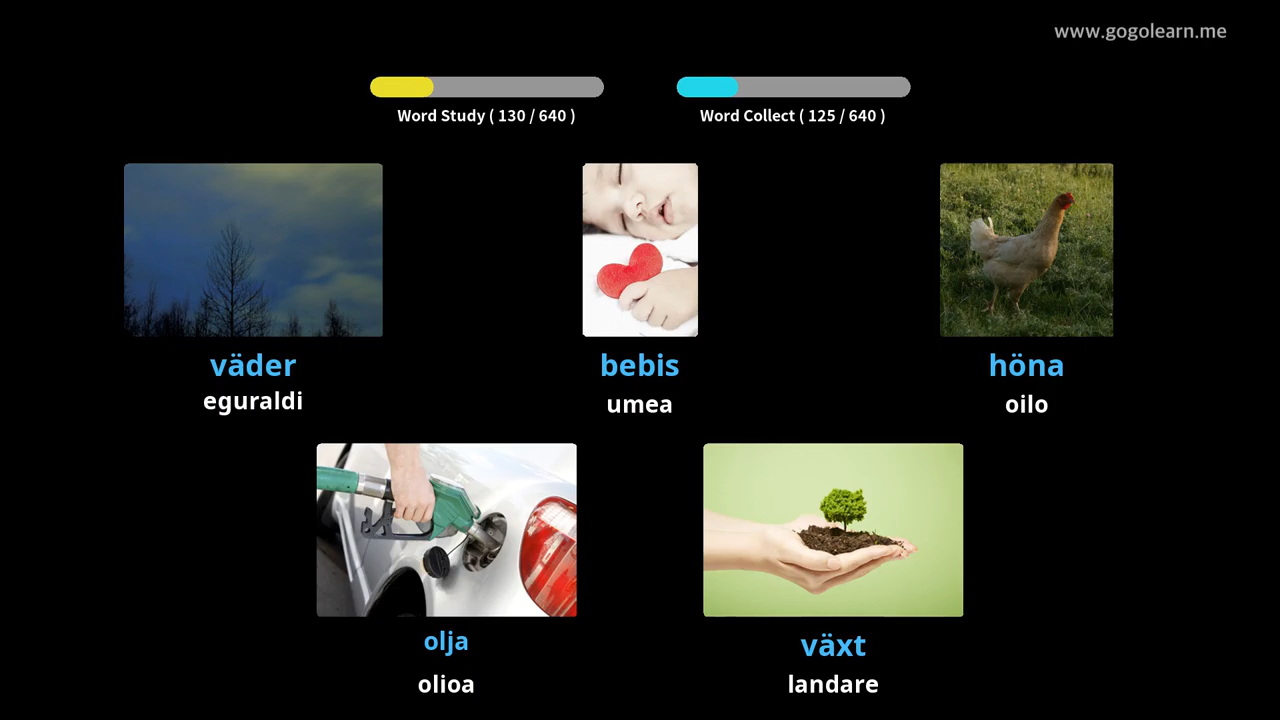 www.gogolearn.me
Word Study ( 130 / 640 )
Word Collect ( 125 / 640 )
väder
eguraldi
bebis
umea
höna
oilo
olja
olioa
växt
landare